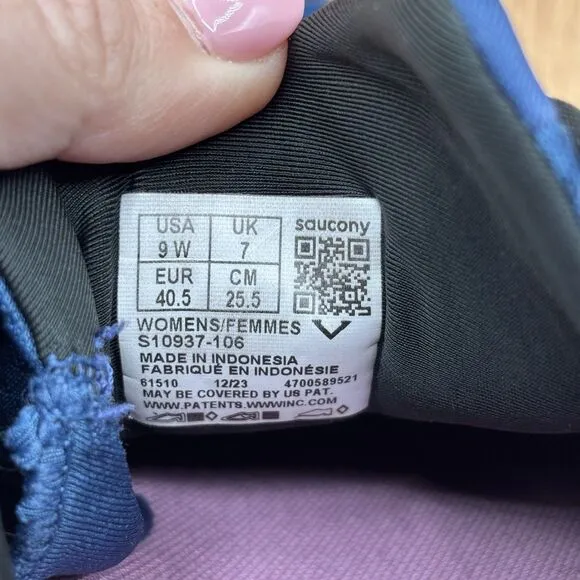 USA UK saucony
9 W 7
EUR CM
40.5 25.5
WOMENS/FEMMES
S10937-106
MADE IN INDONESIA
FABRIQUÉ EN INDONÉSIE
61510 12/23 4700589521
MAY BE COVERED BY US PAT.
WWW.PATENTS.WWWINC.COM